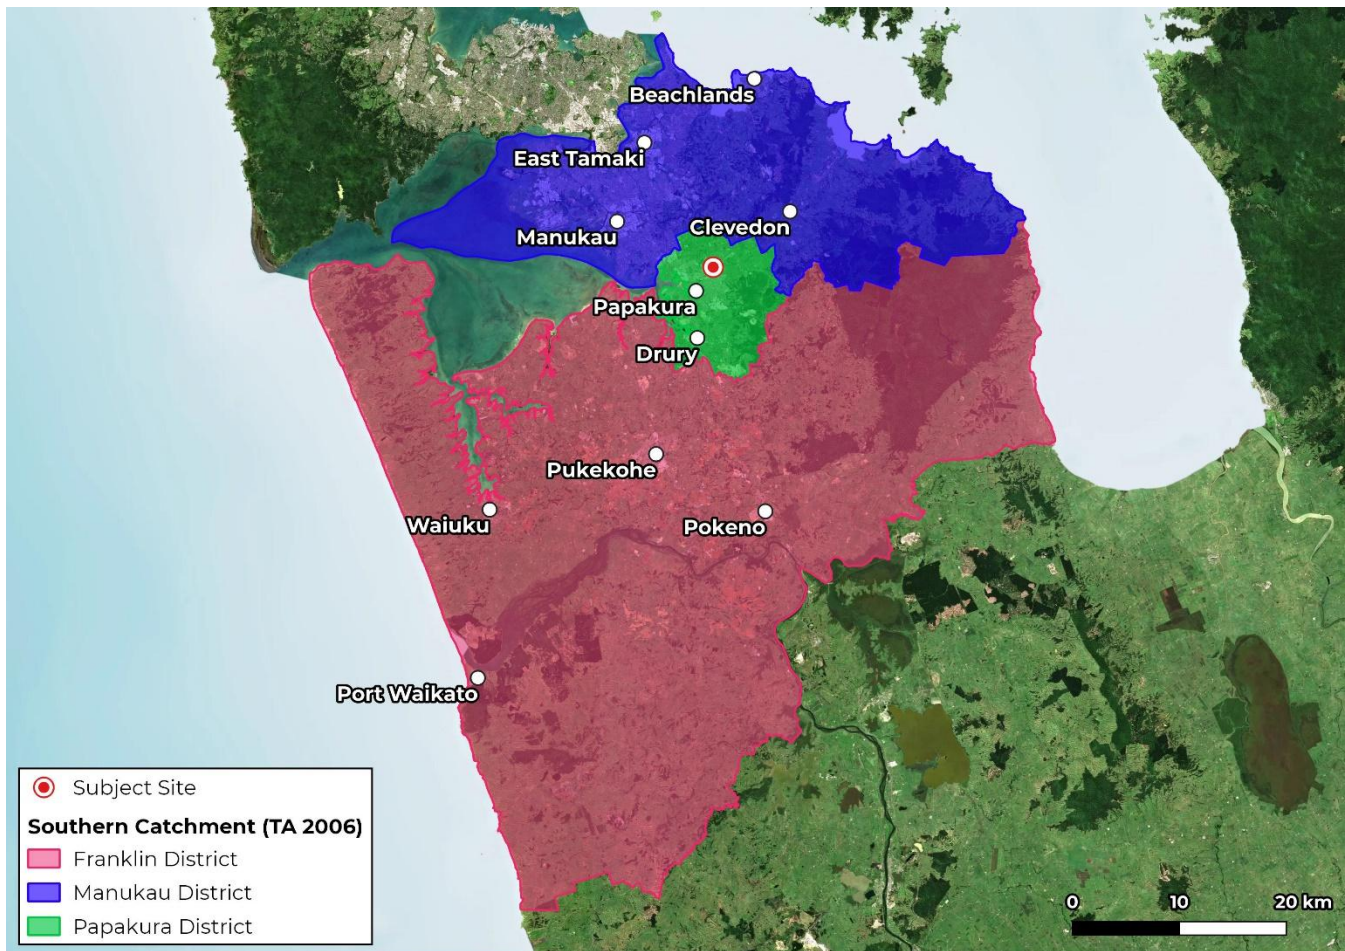 Beachlands
East Tamaki
Manukau
Clevedon
Papakura
Drury
Pukekohe
Waiuku
Pokeno
Port Waikato
Subject Site
Southern Catchment (TA 2006)
Franklin District
Manukau District
Papakura District
0 10 20 km